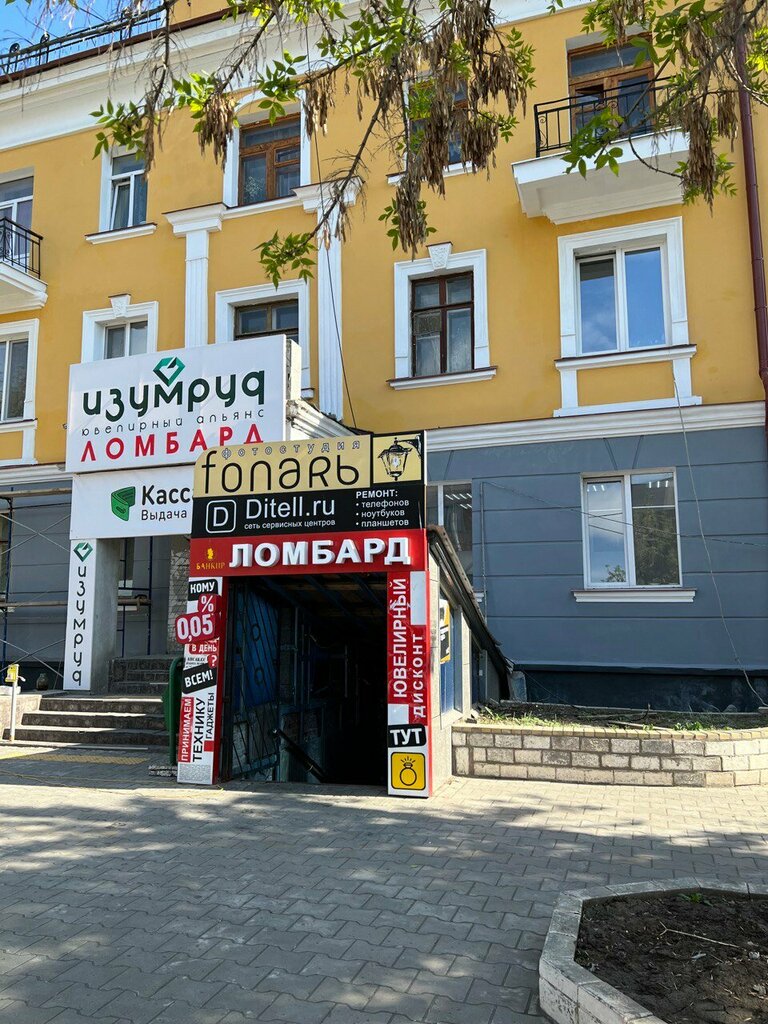 изумруд
ювелирный альянс
ЛОМБАРД
Касс
Выдача
изумруд
фотостудия
fonarь
D Ditell.ru
сеть сервисных центров
РЕМОНТ:
• телефонов
• ноутбуков
• планшетов
БАНКИР
ЛОМБАРД
КОМУ
%
0,05
В ДЕНЬ
?
ВСЕМ!
ПРИНИМАЕМ
ТЕХНИКУ
ГАДЖЕТЫ
ЮВЕЛИРНЫЙ
ДИСКОНТ
ТУТ